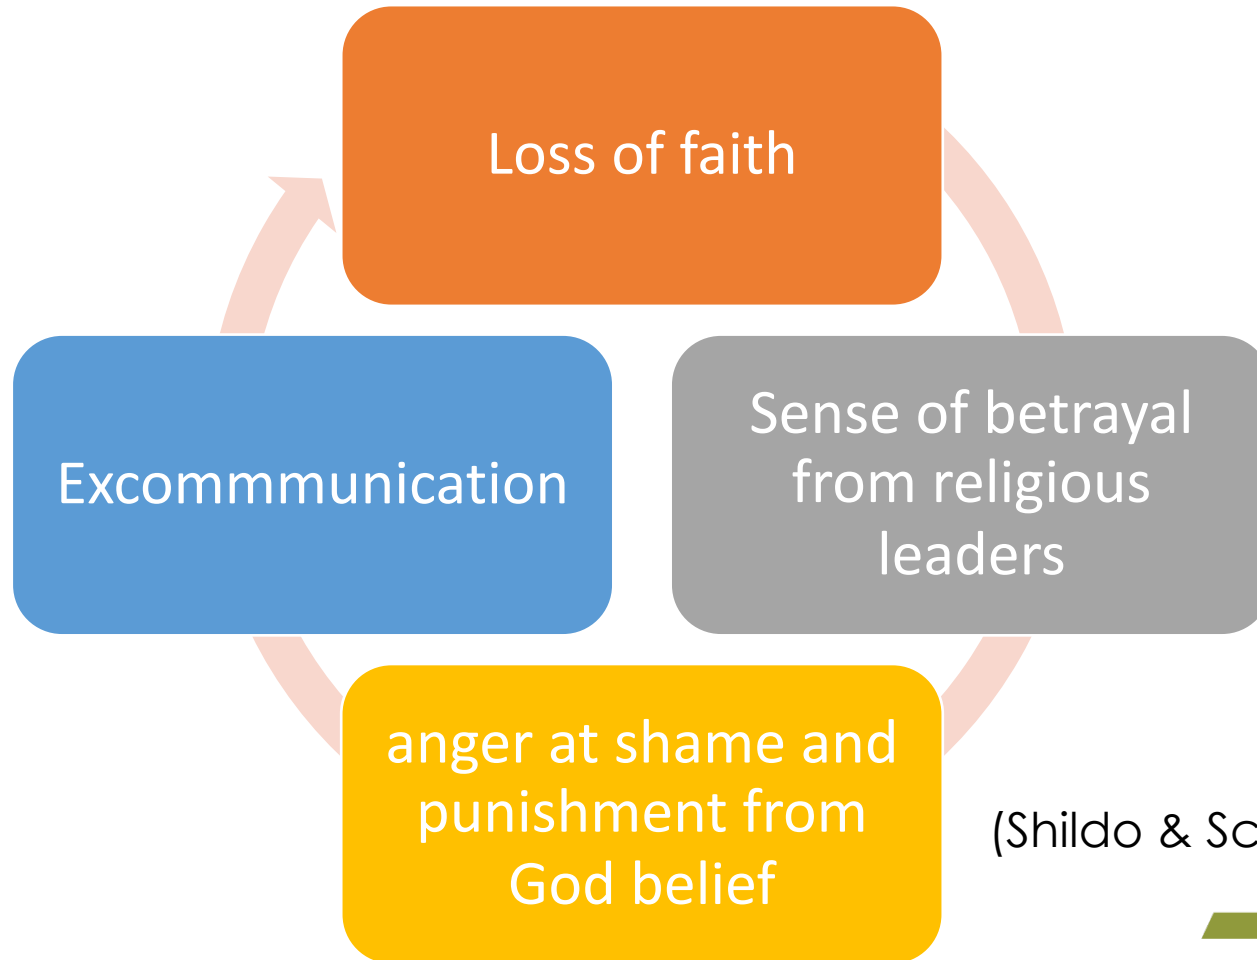 Loss of faith
Sense of betrayal
from religious
leaders
anger at shame and
punishment from
God belief
Excommmunication
(Shildo & Sc